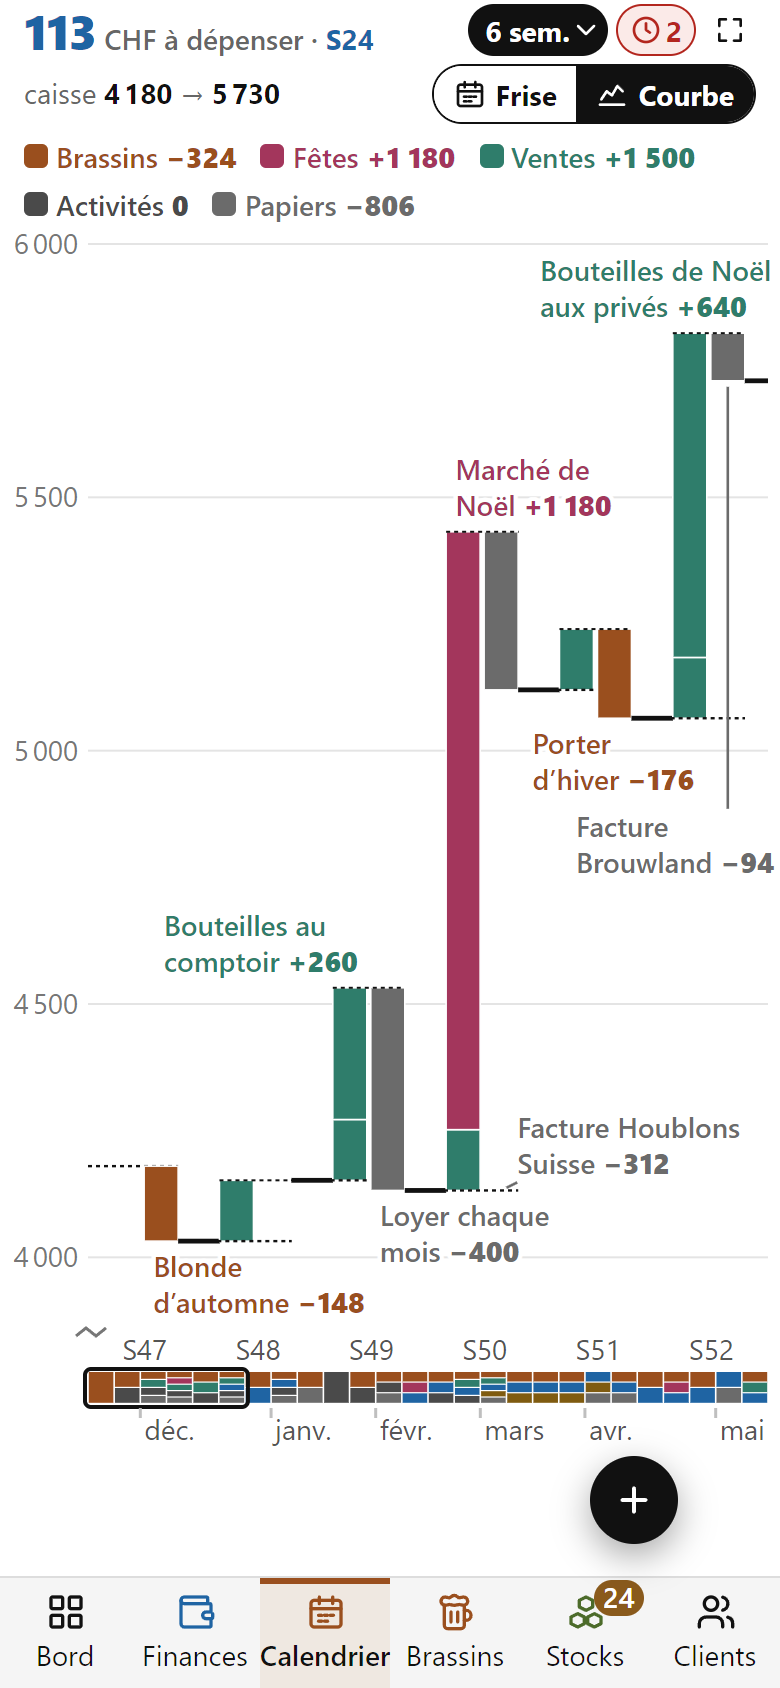 113 CHF à dépenser · S24
6 sem.
2
caisse 4 180 → 5 730
Frise
Courbe
Brassins −324
Fêtes +1 180
Ventes +1 500
Activités 0
Papiers −806
6 000
Bouteilles de Noël
aux privés +640
Marché de
Noël +1 180
5 500
5 000
Porter
d’hiver −176
Facture
Brouwland −94
Bouteilles au
comptoir +260
4 500
Facture Houblons
Suisse −312
Loyer chaque
mois −400
4 000
Blonde
d’automne −148
S47 S48 S49 S50 S51 S52
déc. janv. févr. mars avr. mai
24
Bord Finances Calendrier Brassins Stocks Clients